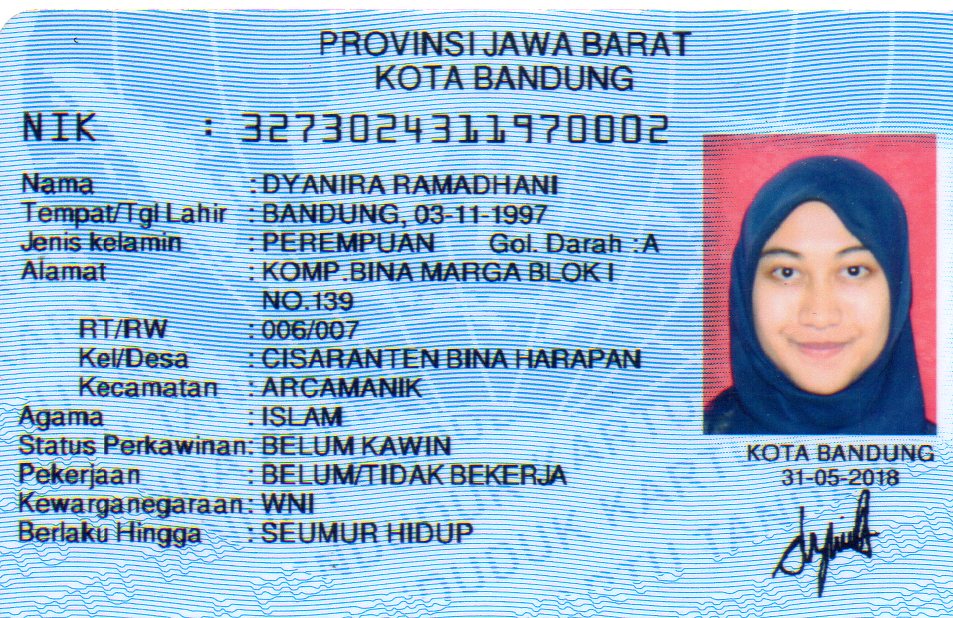 PROVINSI JAWA BARAT
KOTA BANDUNG
NIK : 3273024311970002
Nama : DYANIRA RAMADHANI
Tempat/Tgl Lahir : BANDUNG, 03-11-1997
Jenis kelamin : PEREMPUAN Gol. Darah : A
Alamat : KOMP.BINA MARGA BLOK I
NO.139
RT/RW : 006/007
Kel/Desa : CISARANTEN BINA HARAPAN
Kecamatan : ARCAMANIK
Agama : ISLAM
Status Perkawinan: BELUM KAWIN
Pekerjaan : BELUM/TIDAK BEKERJA
Kewarganegaraan: WNI
Berlaku Hingga : SEUMUR HIDUP
KOTA BANDUNG
31-05-2018